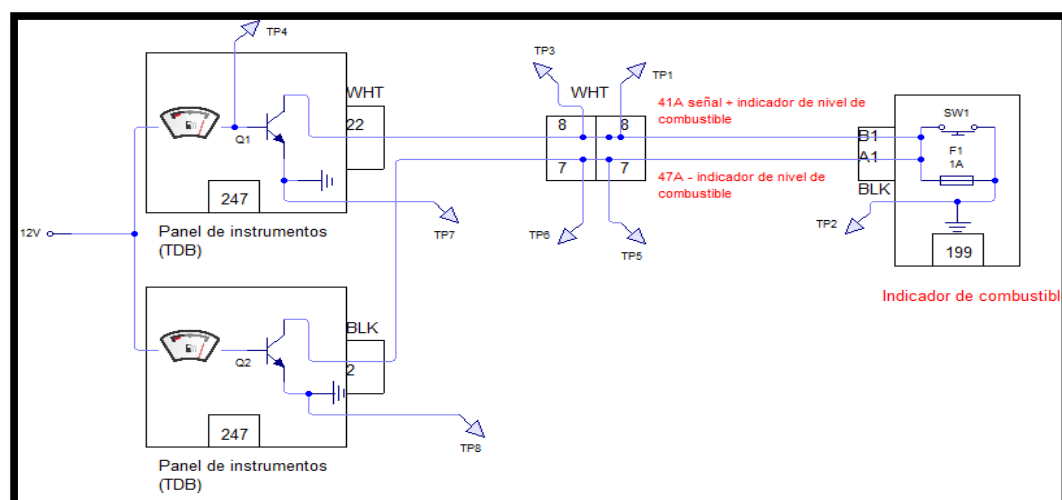 TP4
WHT
22
Q1
247
Panel de instrumentos
(TDB)
TP7
12V
TP3
TP1
WHT
8
8
7
7
TP6
TP5
41A señal + indicador de nivel de
combustible
47A - indicador de nivel de
combustible
B1
A1
BLK
SW1
F1
1A
TP2
199
Indicador de combustibl
BLK
2
Q2
247
Panel de instrumentos
(TDB)
TP8